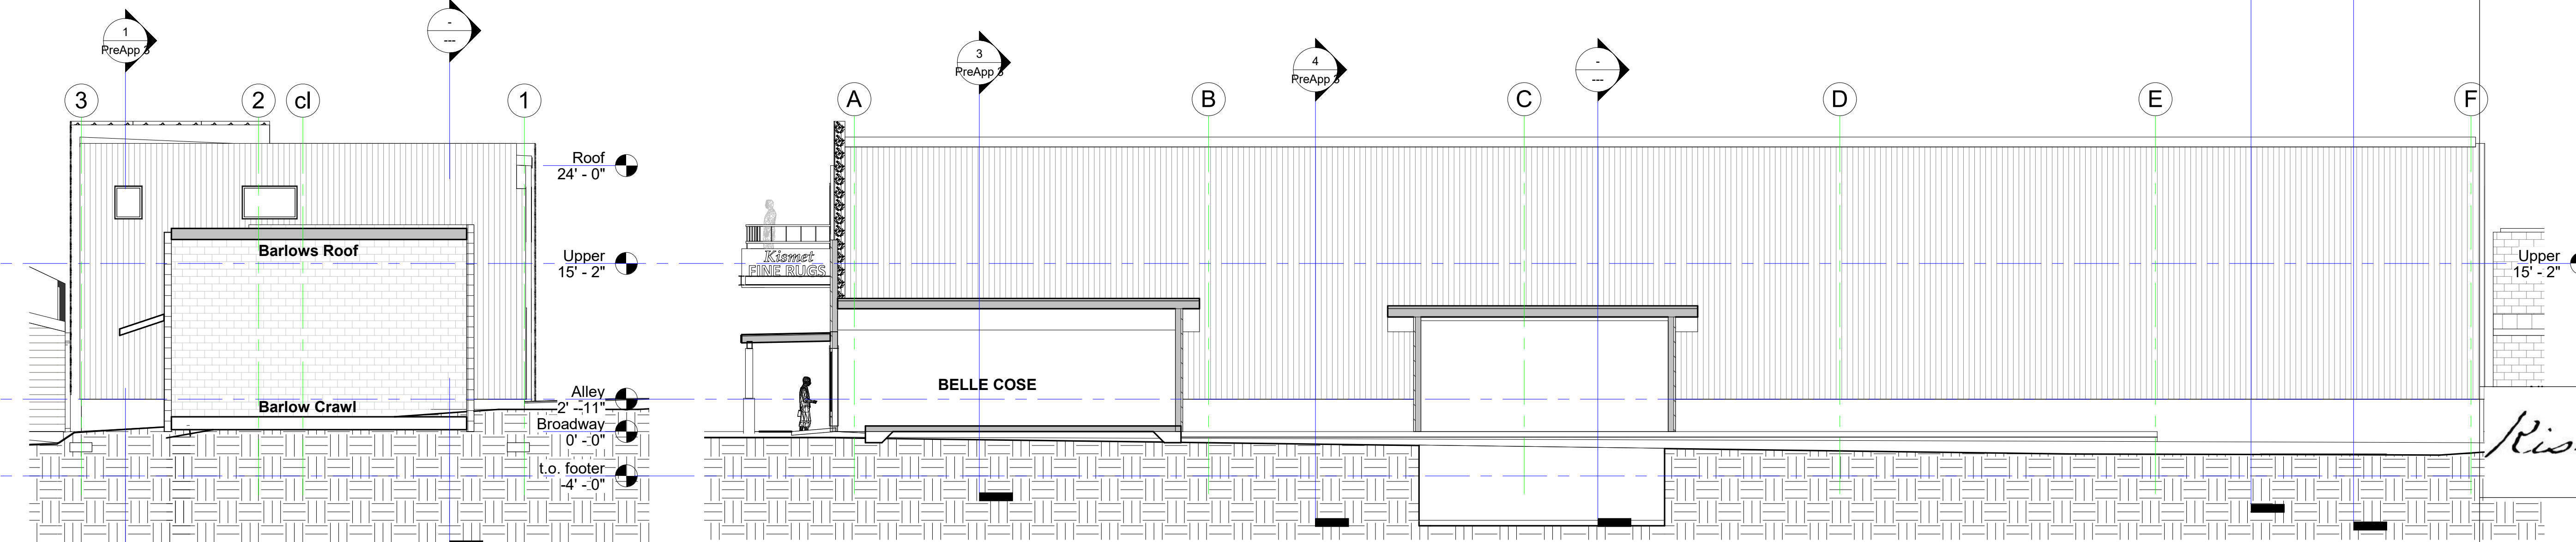 1
PreApp 3
-
---
3
PreApp 3
4
PreApp 3
-
---
3
2
cl
1
A
B
C
D
E
F
Roof
24' - 0"
Barlows Roof
Upper
15' - 2"
Kismet
FINE RUGS
Upper
15' - 2"
BELLE COSE
Alley
2' - 11"
Barlow Crawl
Broadway
0' - 0"
t.o. footer
-4' - 0"
Kis